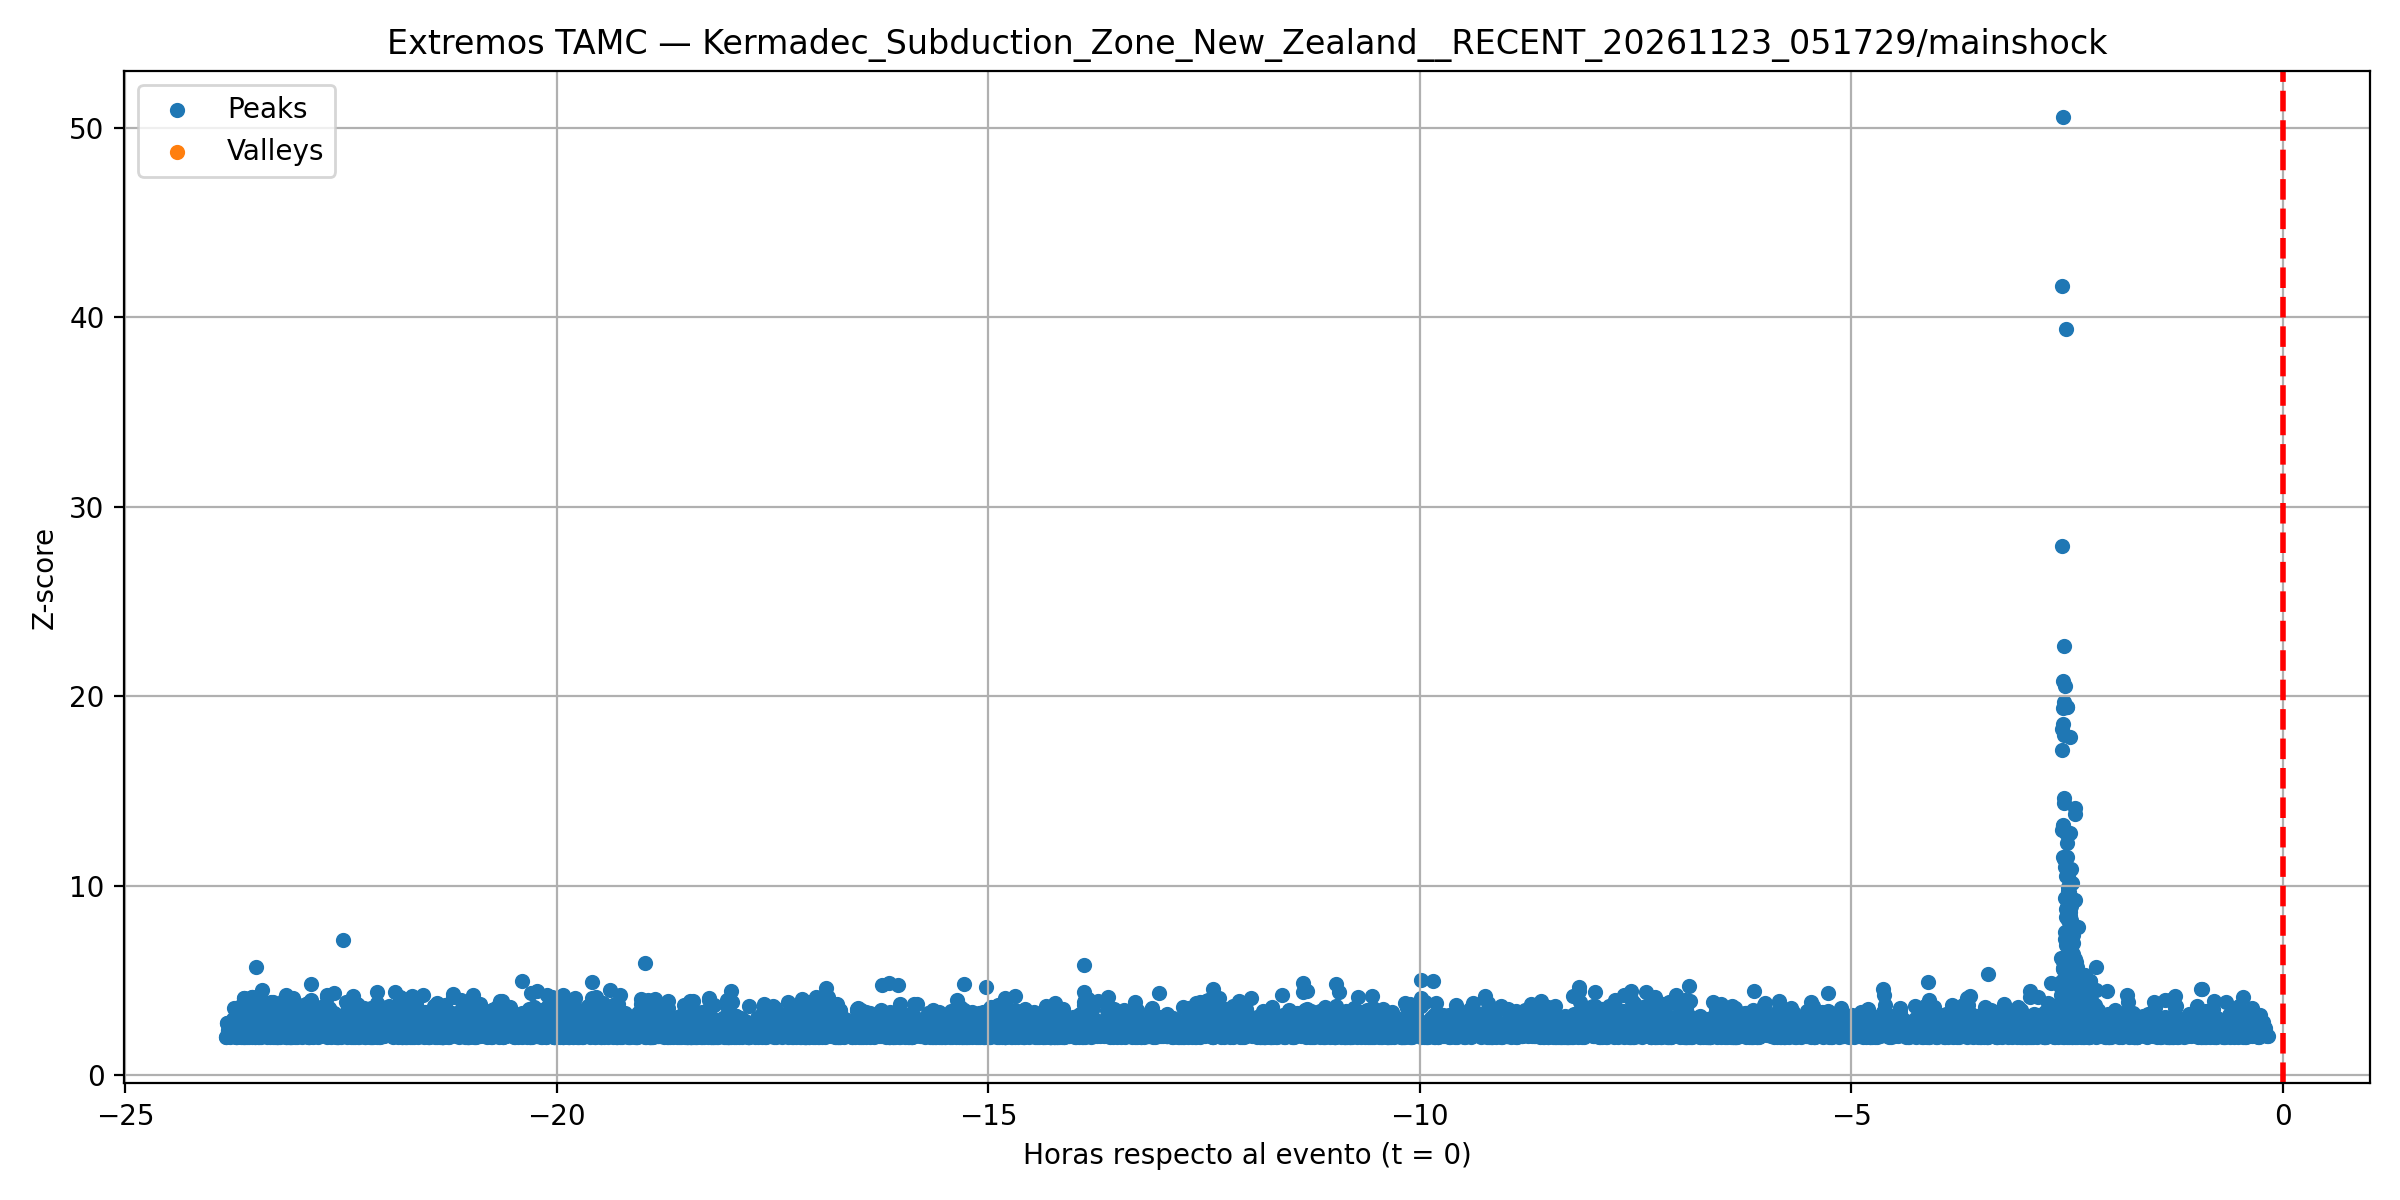 Extremos TAMC — Kermadec_Subduction_Zone_New_Zealand__RECENT_20261123_051729/mainshock
Peaks
Valleys
Z-score
50
40
30
20
10
0
−25
−20
−15
−10
−5
0
Horas respecto al evento (t = 0)